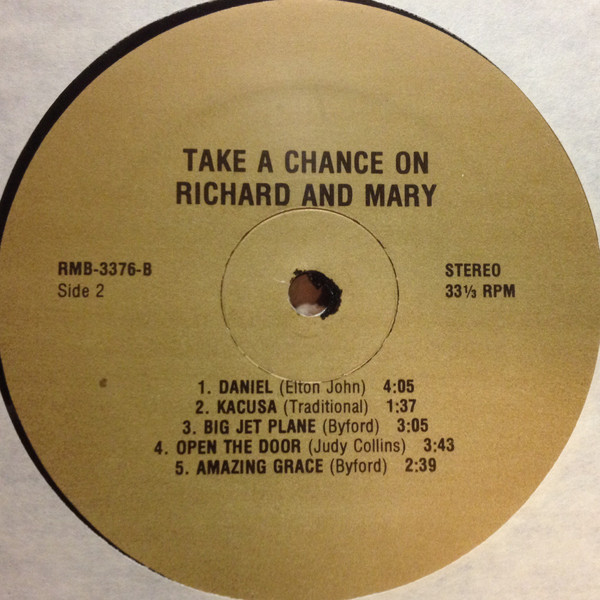 TAKE A CHANCE ON
RICHARD AND MARY
RMB-3376-B
Side 2
STEREO
33⅓ RPM
1. DANIEL (Elton John) 4:05
2. KACUSA (Traditional) 1:37
3. BIG JET PLANE (Byford) 3:05
4. OPEN THE DOOR (Judy Collins) 3:43
5. AMAZING GRACE (Byford) 2:39